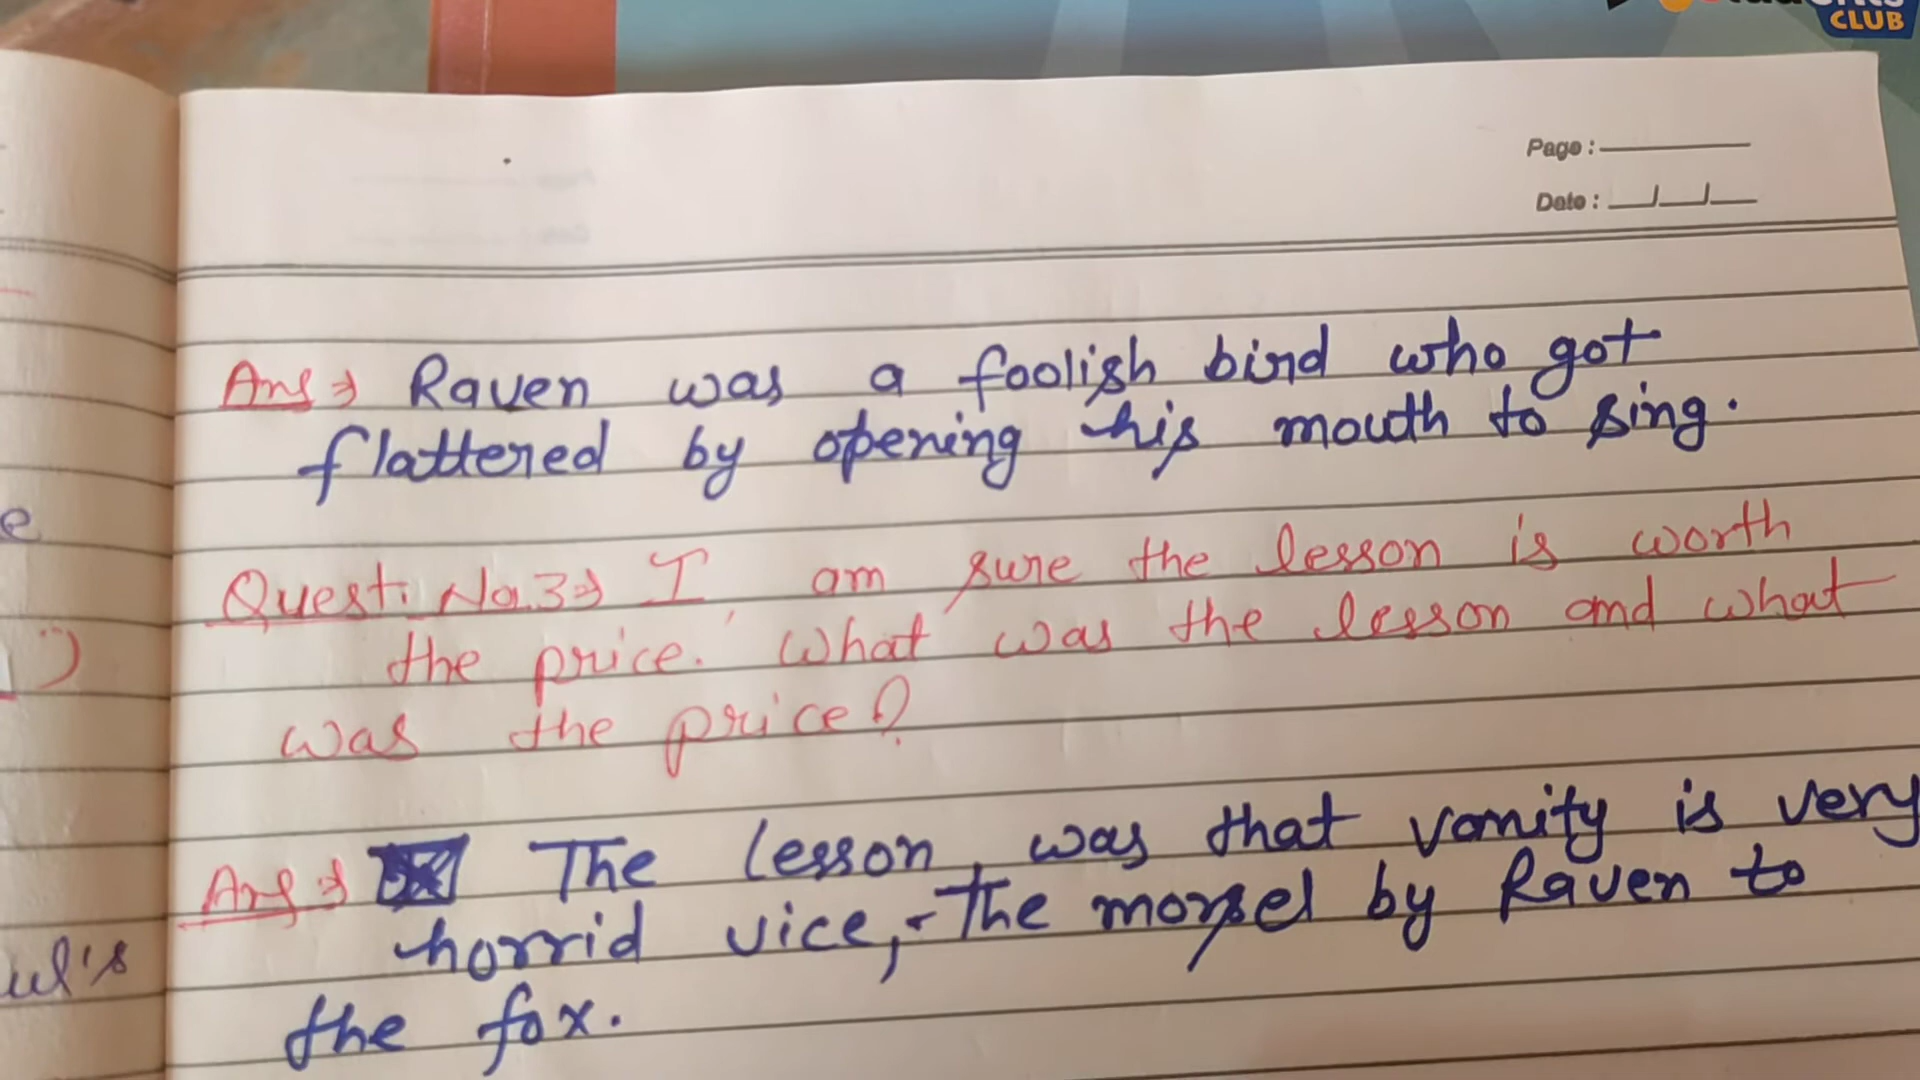 CLUB
Page :
Date :
Ans ⇒ Raven was a foolish bird who got
flattered by opening his mouth to sing.
e
Quest: No.3⇒ I am sure the lesson is worth
the price.' What was the lesson and what
)
was the price?
Ans ⇒ The lesson was that vanity is very
horrid vice, - The morsel by Raven to
ul's
the fox.